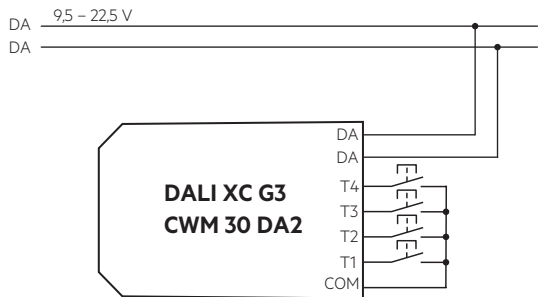 DA 9,5 – 22,5 V
DA
DA
DA
DALI XC G3
CWM 30 DA2
T4
T3
T2
T1
COM